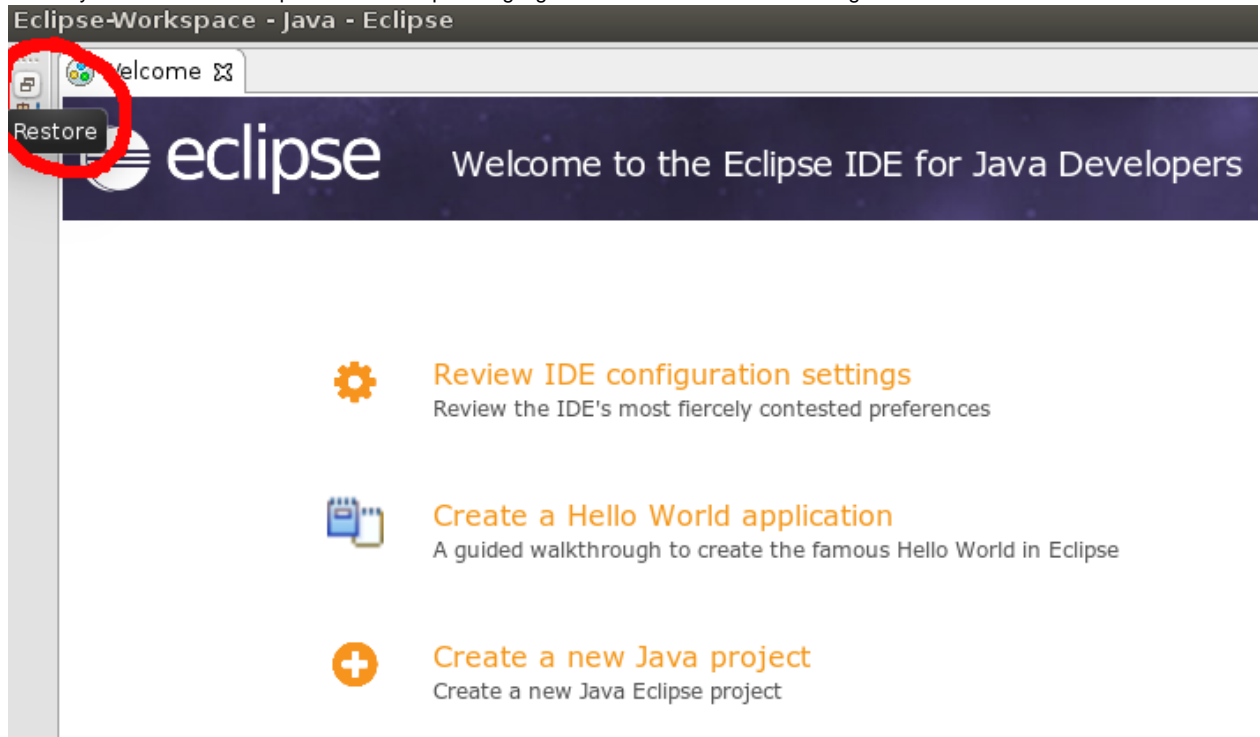 Eclipse-Workspace - Java - Eclipse
Welcome
Restore
eclipse
Welcome to the Eclipse IDE for Java Developers
Review IDE configuration settings
Review the IDE's most fiercely contested preferences
Create a Hello World application
A guided walkthrough to create the famous Hello World in Eclipse
Create a new Java project
Create a new Java Eclipse project